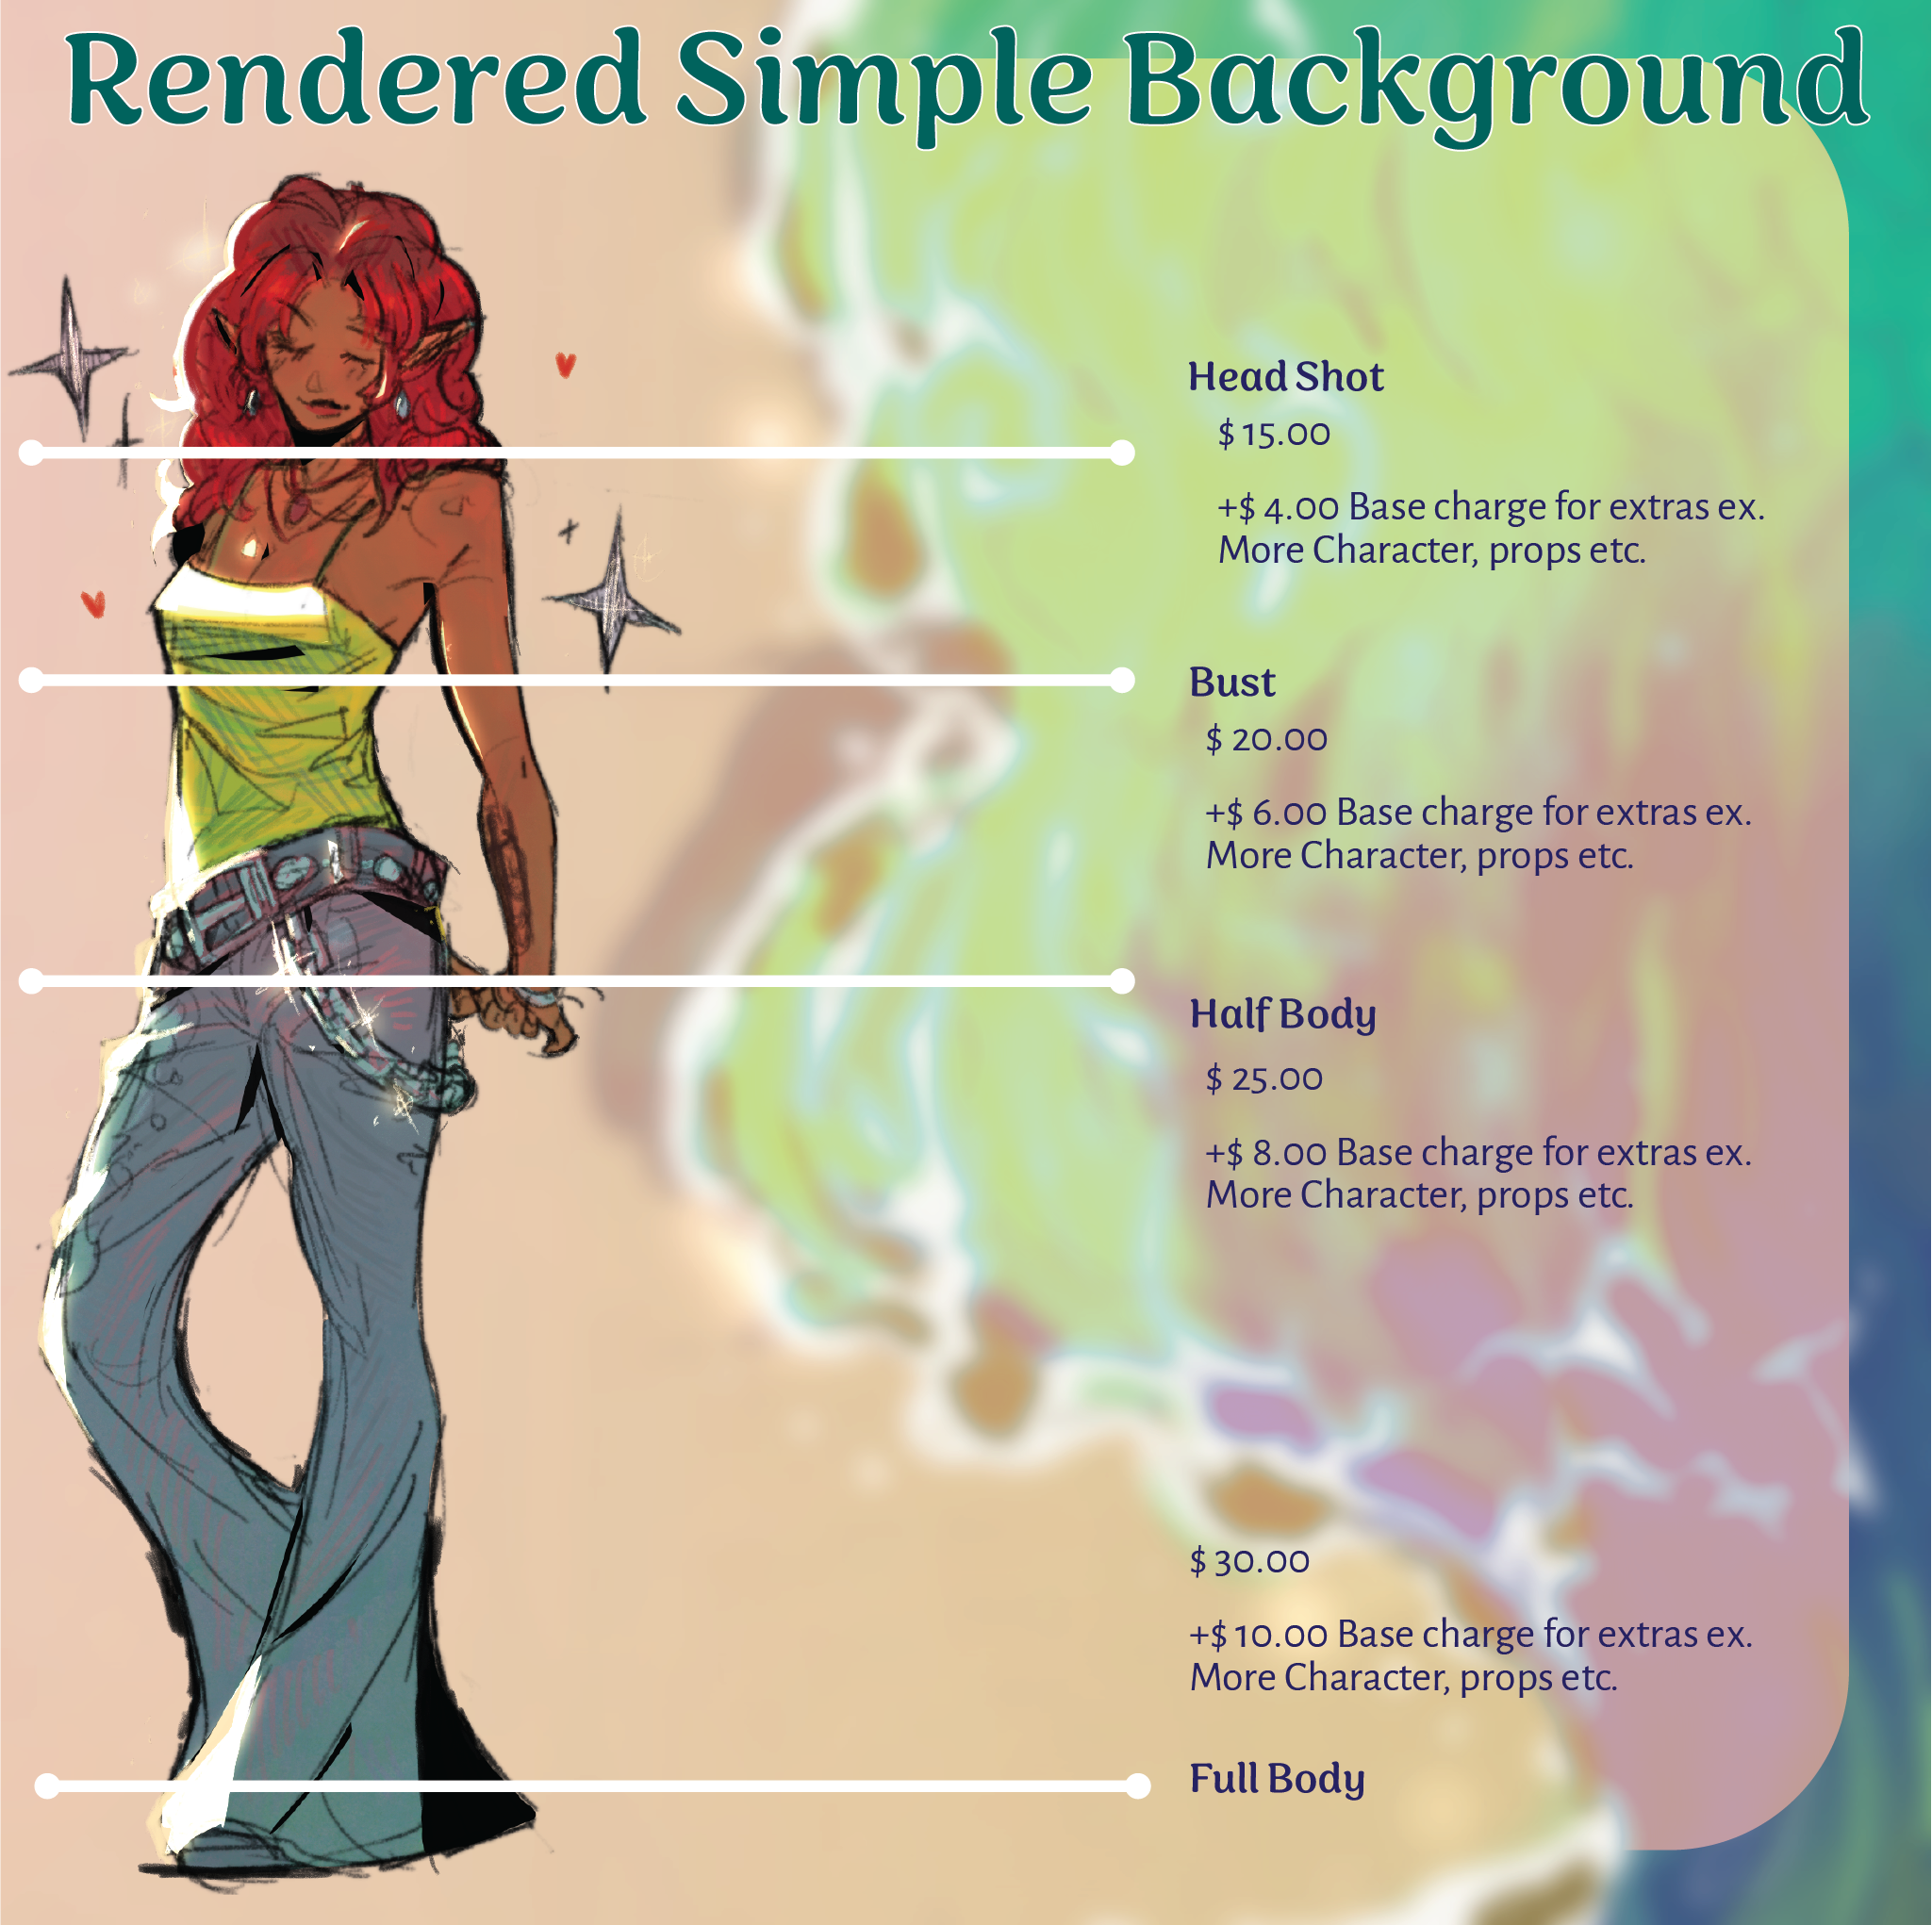 Rendered Simple Background
Head Shot
$ 15.00
+$ 4.00 Base charge for extras ex.
More Character, props etc.
Bust
$ 20.00
+$ 6.00 Base charge for extras ex.
More Character, props etc.
Half Body
$ 25.00
+$ 8.00 Base charge for extras ex.
More Character, props etc.
$ 30.00
+$ 10.00 Base charge for extras ex.
More Character, props etc.
Full Body